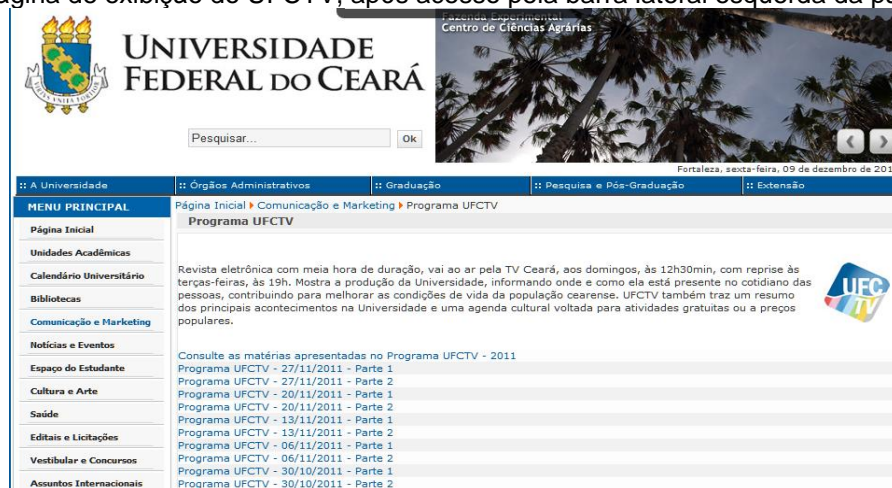 página de exibição do UFCTV, após acesso pela barra lateral esquerda da
UNIVERSIDADE
FEDERAL DO CEARÁ
Fazenda Experimental
Centro de Ciências Agrárias
Pesquisar...
Ok
Fortaleza, sexta-feira, 09 de dezembro de 201
:: A Universidade
:: Órgãos Administrativos
:: Graduação
:: Pesquisa e Pós-Graduação
:: Extensão
MENU PRINCIPAL
Página Inicial
Unidades Acadêmicas
Calendário Universitário
Bibliotecas
Comunicação e Marketing
Notícias e Eventos
Espaço do Estudante
Cultura e Arte
Saúde
Editais e Licitações
Vestibular e Concursos
Assuntos Internacionais
Página Inicial Comunicação e Marketing Programa UFCTV
Programa UFCTV
Revista eletrônica com meia hora de duração, vai ao ar pela TV Ceará, aos domingos, às 12h30min, com reprise às
terças-feiras, às 19h. Mostra a produção da Universidade, informando onde e como ela está presente no cotidiano das
pessoas, contribuindo para melhorar as condições de vida da população cearense. UFCTV também traz um resumo
dos principais acontecimentos na Universidade e uma agenda cultural voltada para atividades gratuitas ou a preços
populares.
UFC
TV
Consulte as matérias apresentadas no Programa UFCTV - 2011
Programa UFCTV - 27/11/2011 - Parte 1
Programa UFCTV - 27/11/2011 - Parte 2
Programa UFCTV - 20/11/2011 - Parte 1
Programa UFCTV - 20/11/2011 - Parte 2
Programa UFCTV - 13/11/2011 - Parte 1
Programa UFCTV - 13/11/2011 - Parte 2
Programa UFCTV - 06/11/2011 - Parte 1
Programa UFCTV - 06/11/2011 - Parte 2
Programa UFCTV - 30/10/2011 - Parte 1
Programa UFCTV - 30/10/2011 - Parte 2